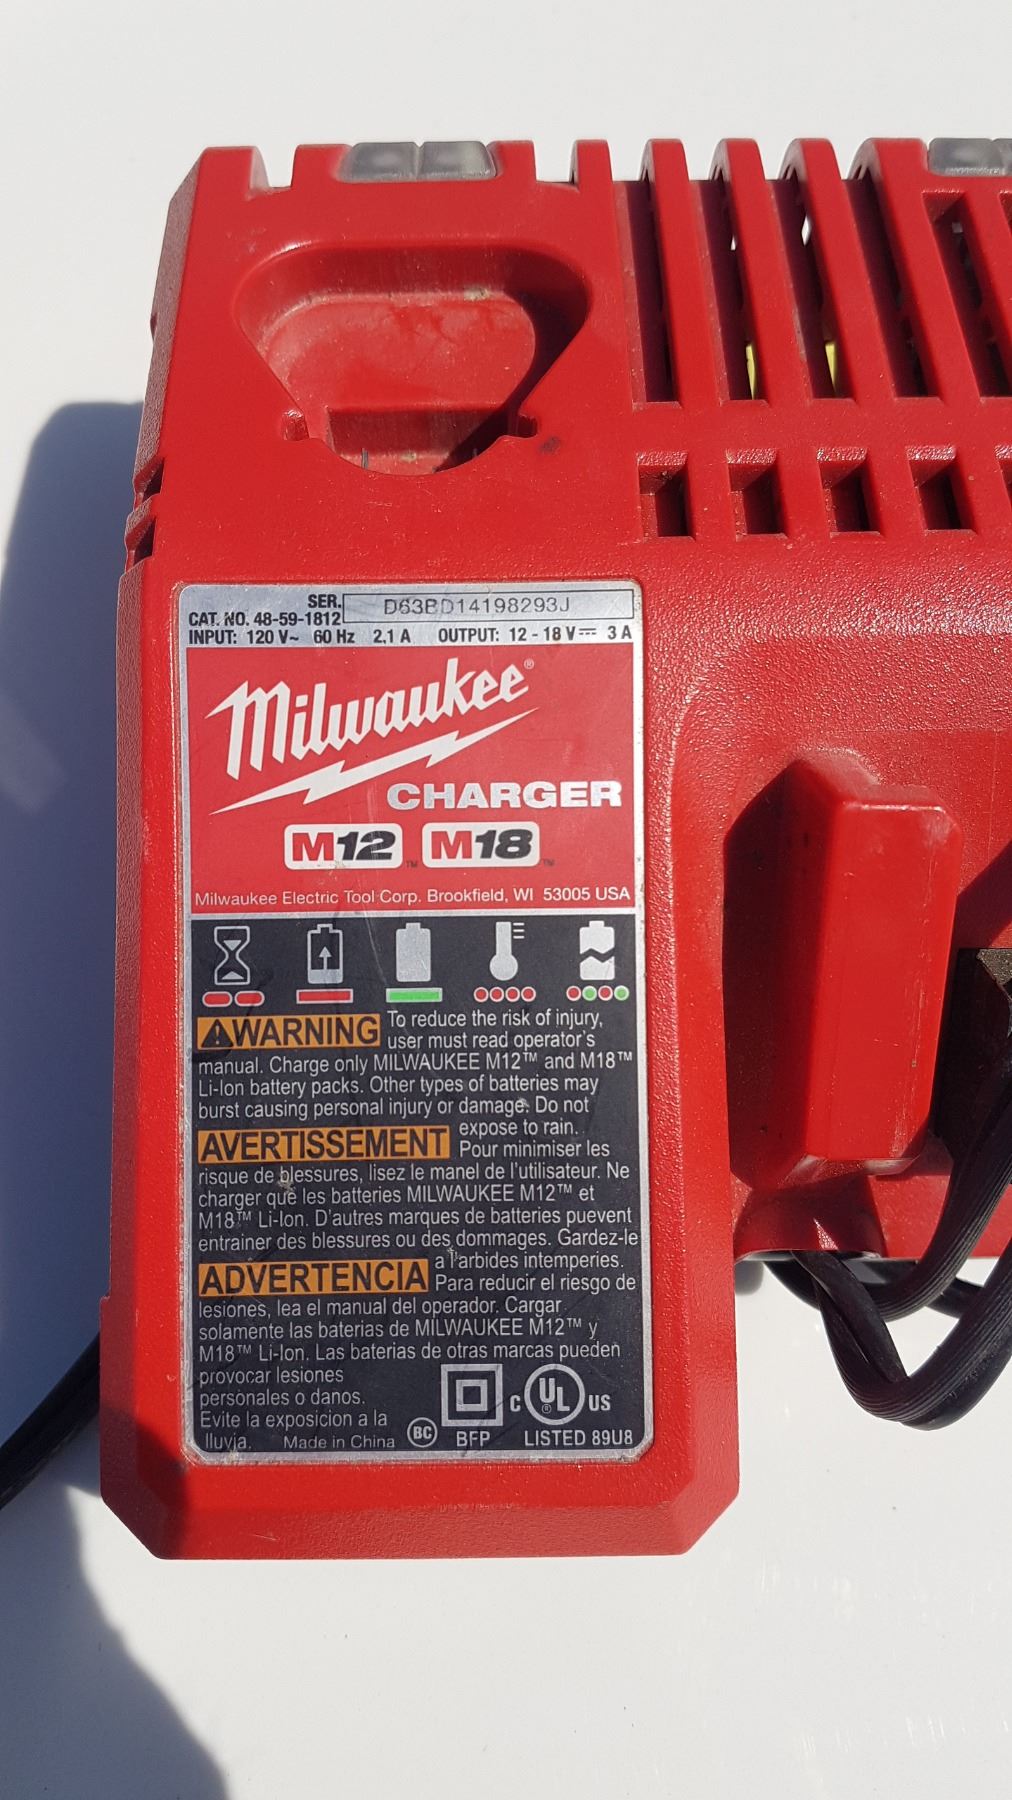 SER. D63BD14198293J
CAT. NO. 48-59-1812
INPUT: 120 V~ 60 Hz 2,1 A OUTPUT: 12 - 18 V⎓ 3 A
Milwaukee®
CHARGER
M12™ M18™
Milwaukee Electric Tool Corp. Brookfield, WI 53005 USA
⚠WARNING To reduce the risk of injury,
user must read operator's
manual. Charge only MILWAUKEE M12™ and M18™
Li-Ion battery packs. Other types of batteries may
burst causing personal injury or damage. Do not
expose to rain.
AVERTISSEMENT Pour minimiser les
risque de blessures, lisez le manel de l'utilisateur. Ne
charger que les batteries MILWAUKEE M12™ et
M18™ Li-Ion. D'autres marques de batteries puevent
entrainer des blessures ou des dommages. Gardez-le
a l'arbides intemperies.
ADVERTENCIA Para reducir el riesgo de
lesiones, lea el manual del operador. Cargar
solamente las baterias de MILWAUKEE M12™ y
M18™ Li-Ion. Las baterias de otras marcas pueden
provocar lesiones
personales o danos.
Evite la exposicion a la
lluvja. Made in China BC BFP C UL® US LISTED 89U8